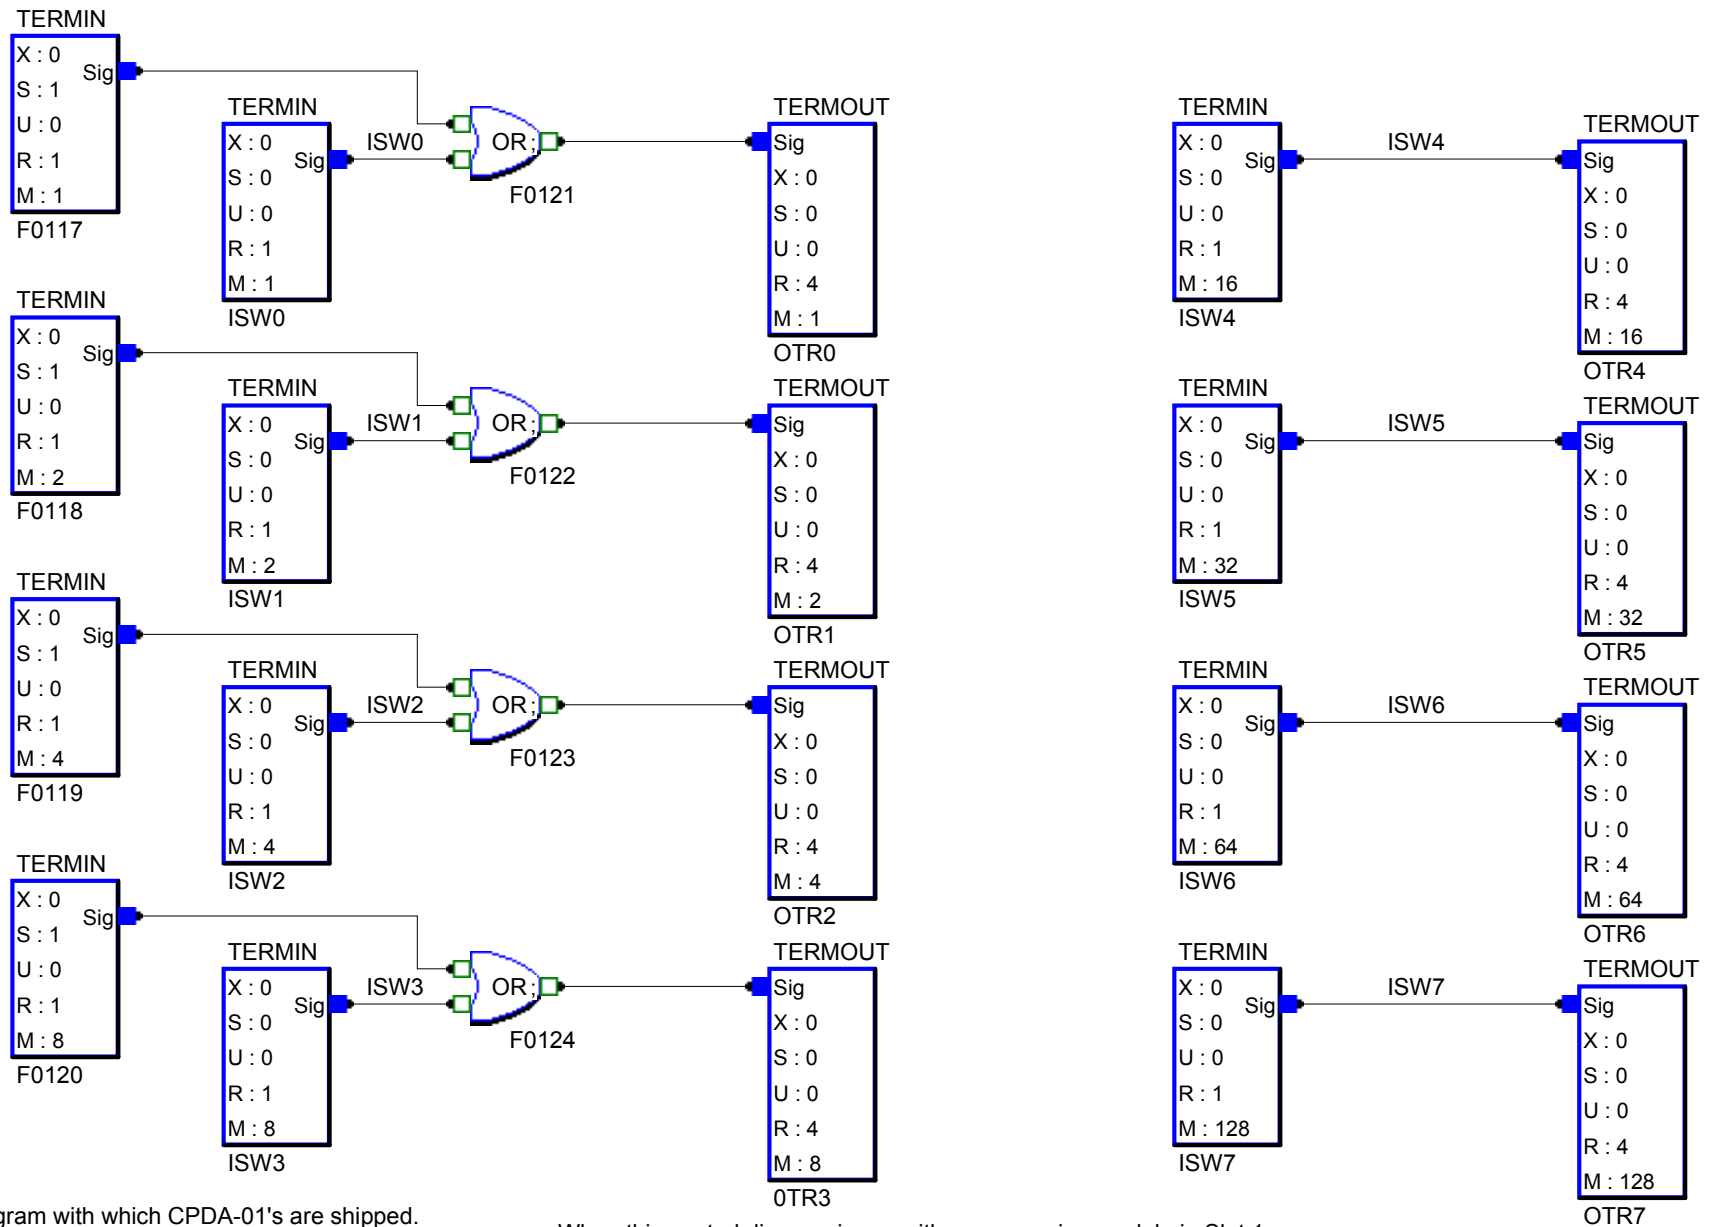 TERMIN
X : 0
Sig
S : 1
U : 0
R : 1
M : 1
F0117
TERMIN
X : 0
Sig
S : 0
U : 0
R : 1
M : 1
ISW0
ISW0
OR;
F0121
TERMOUT
Sig
X : 0
S : 0
U : 0
R : 4
M : 1
OTR0
TERMIN
X : 0
Sig
S : 0
U : 0
R : 1
M : 16
ISW4
ISW4
TERMOUT
Sig
X : 0
S : 0
U : 0
R : 4
M : 16
OTR4
TERMIN
X : 0
Sig
S : 1
U : 0
R : 1
M : 2
F0118
TERMIN
X : 0
Sig
S : 0
U : 0
R : 1
M : 2
ISW1
ISW1
OR;
F0122
TERMOUT
Sig
X : 0
S : 0
U : 0
R : 4
M : 2
OTR1
TERMIN
X : 0
Sig
S : 0
U : 0
R : 1
M : 32
ISW5
ISW5
TERMOUT
Sig
X : 0
S : 0
U : 0
R : 4
M : 32
OTR5
TERMIN
X : 0
Sig
S : 1
U : 0
R : 1
M : 4
F0119
TERMIN
X : 0
Sig
S : 0
U : 0
R : 1
M : 4
ISW2
ISW2
OR;
F0123
TERMOUT
Sig
X : 0
S : 0
U : 0
R : 4
M : 4
OTR2
TERMIN
X : 0
Sig
S : 0
U : 0
R : 1
M : 64
ISW6
ISW6
TERMOUT
Sig
X : 0
S : 0
U : 0
R : 4
M : 64
OTR6
TERMIN
X : 0
Sig
S : 1
U : 0
R : 1
M : 8
F0120
TERMIN
X : 0
Sig
S : 0
U : 0
R : 1
M : 8
ISW3
ISW3
OR;
F0124
TERMOUT
Sig
X : 0
S : 0
U : 0
R : 4
M : 8
0TR3
TERMIN
X : 0
Sig
S : 0
U : 0
R : 1
M : 128
ISW7
ISW7
TERMOUT
Sig
X : 0
S : 0
U : 0
R : 4
M : 128
OTR7
gram with which CPDA-01's are shipped.